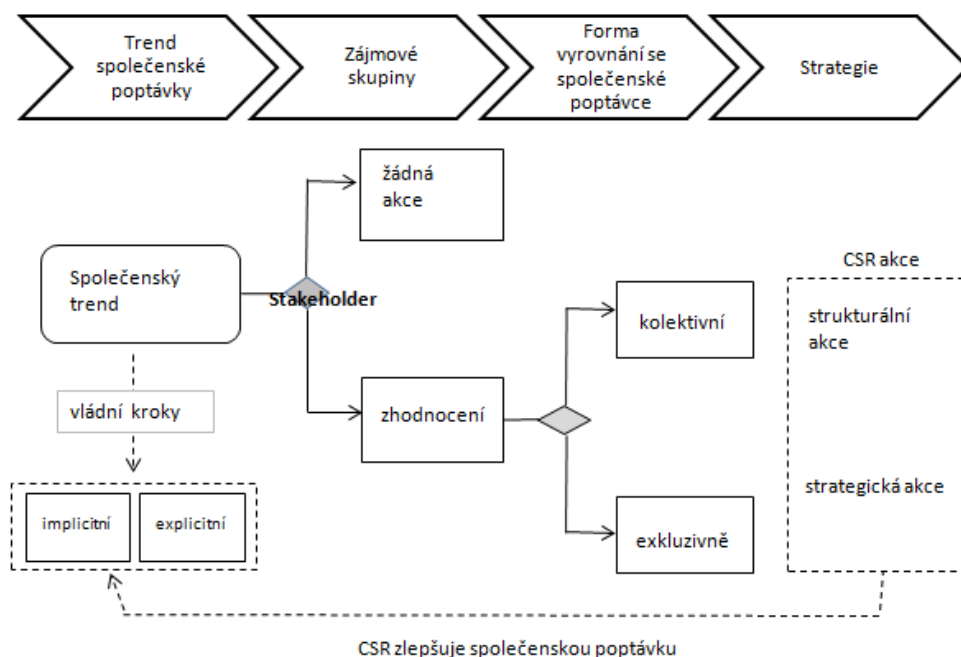 Trend
společenské
poptávky
Zájmové
skupiny
Forma
vyrovnání se
společenské
poptávce
Strategie
žádná
akce
Společenský
trend
Stakeholder
CSR akce
kolektivní
strukturální
akce
vládní kroky
zhodnocení
strategická akce
implicitní
explicitní
exkluzivně
CSR zlepšuje společenskou poptávku